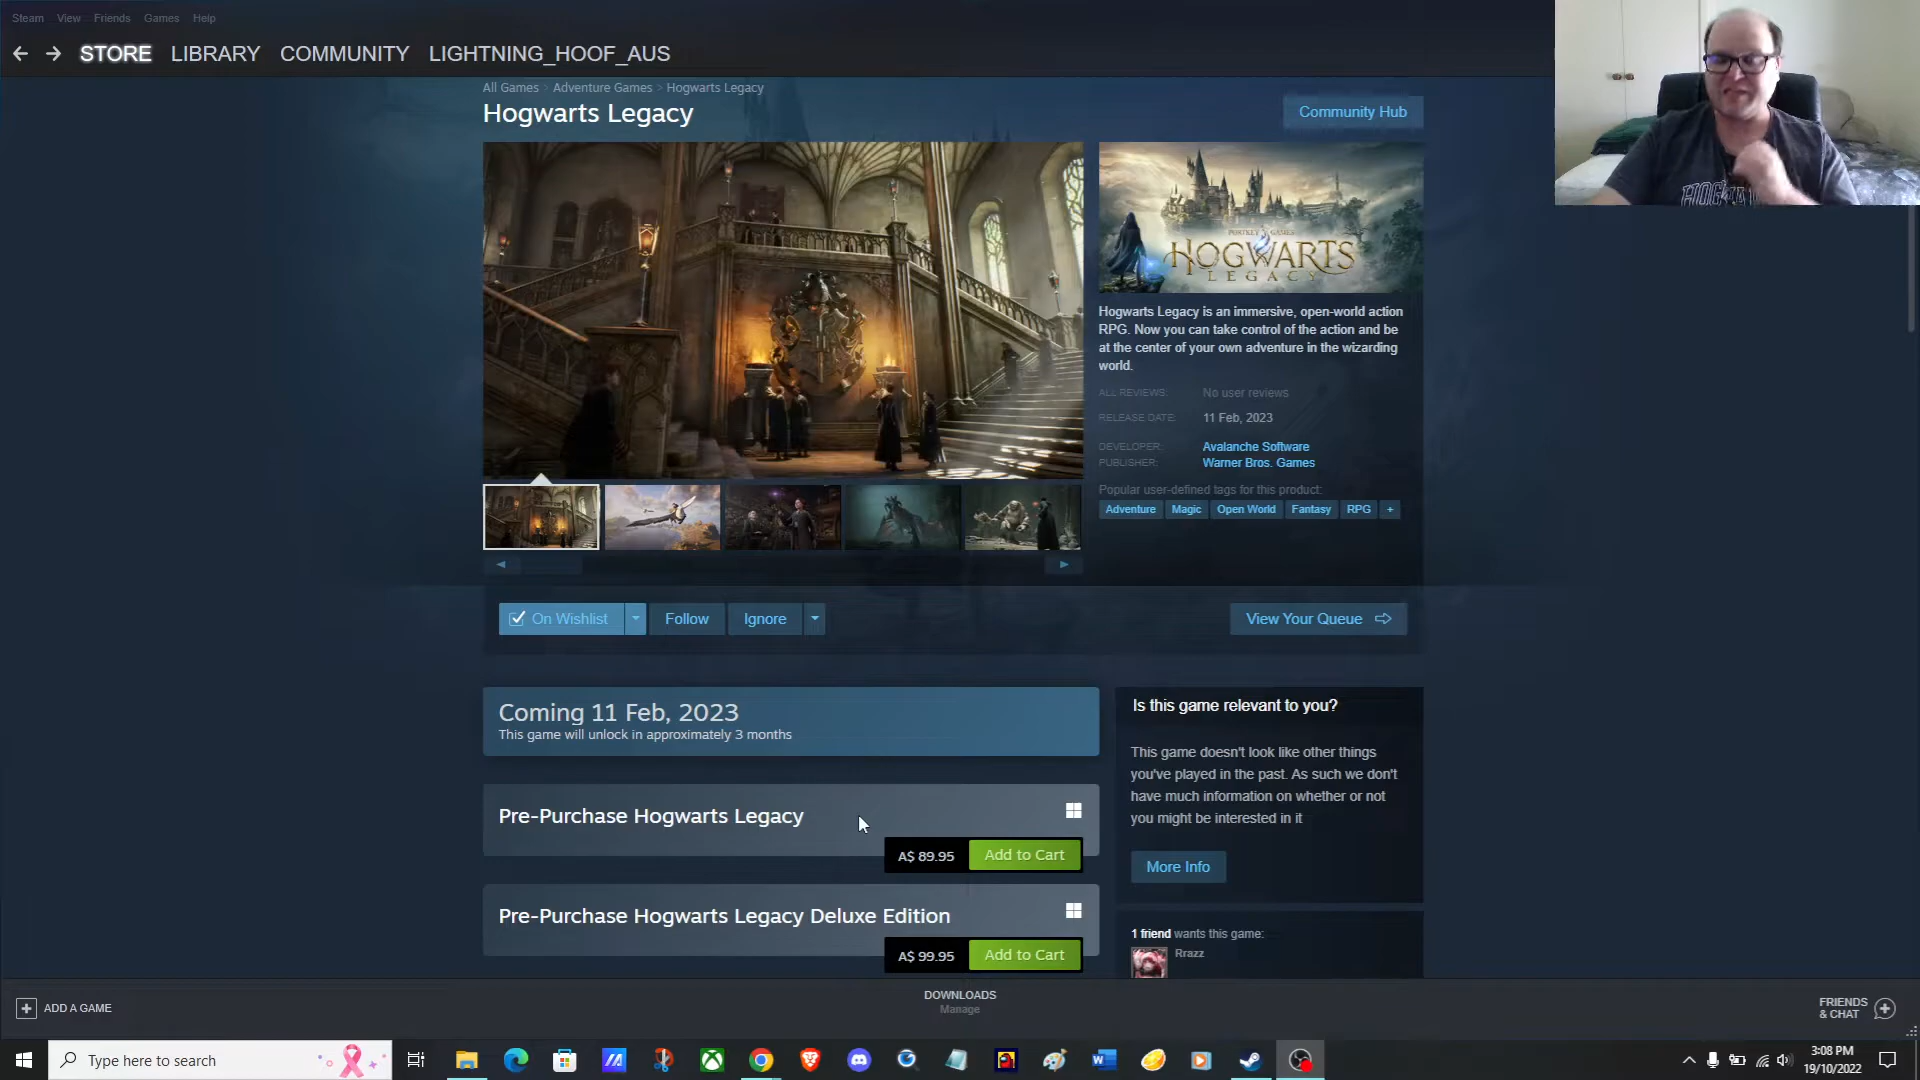 Steam View Friends Games Help
STORE LIBRARY COMMUNITY LIGHTNING_HOOF_AUS
All Games > Adventure Games > Hogwarts Legacy
Hogwarts Legacy
Community Hub
PORTKEY GAMES
HOGWARTS
LEGACY
Hogwarts Legacy is an immersive, open-world action
RPG. Now you can take control of the action and be
at the center of your own adventure in the wizarding
world.
ALL REVIEWS: No user reviews
RELEASE DATE: 11 Feb, 2023
DEVELOPER: Avalanche Software
PUBLISHER: Warner Bros. Games
Popular user-defined tags for this product:
Adventure Magic Open World Fantasy RPG +
On Wishlist Follow Ignore
View Your Queue
Coming 11 Feb, 2023
This game will unlock in approximately 3 months
Pre-Purchase Hogwarts Legacy
A$ 89.95 Add to Cart
Pre-Purchase Hogwarts Legacy Deluxe Edition
A$ 99.95 Add to Cart
Is this game relevant to you?
This game doesn't look like other things
you've played in the past. As such we don't
have much information on whether or not
you might be interested in it
More Info
1 friend wants this game:
Rrazz
ADD A GAME
DOWNLOADS
Manage
FRIENDS
& CHAT
Type here to search
3:08 PM
19/10/2022